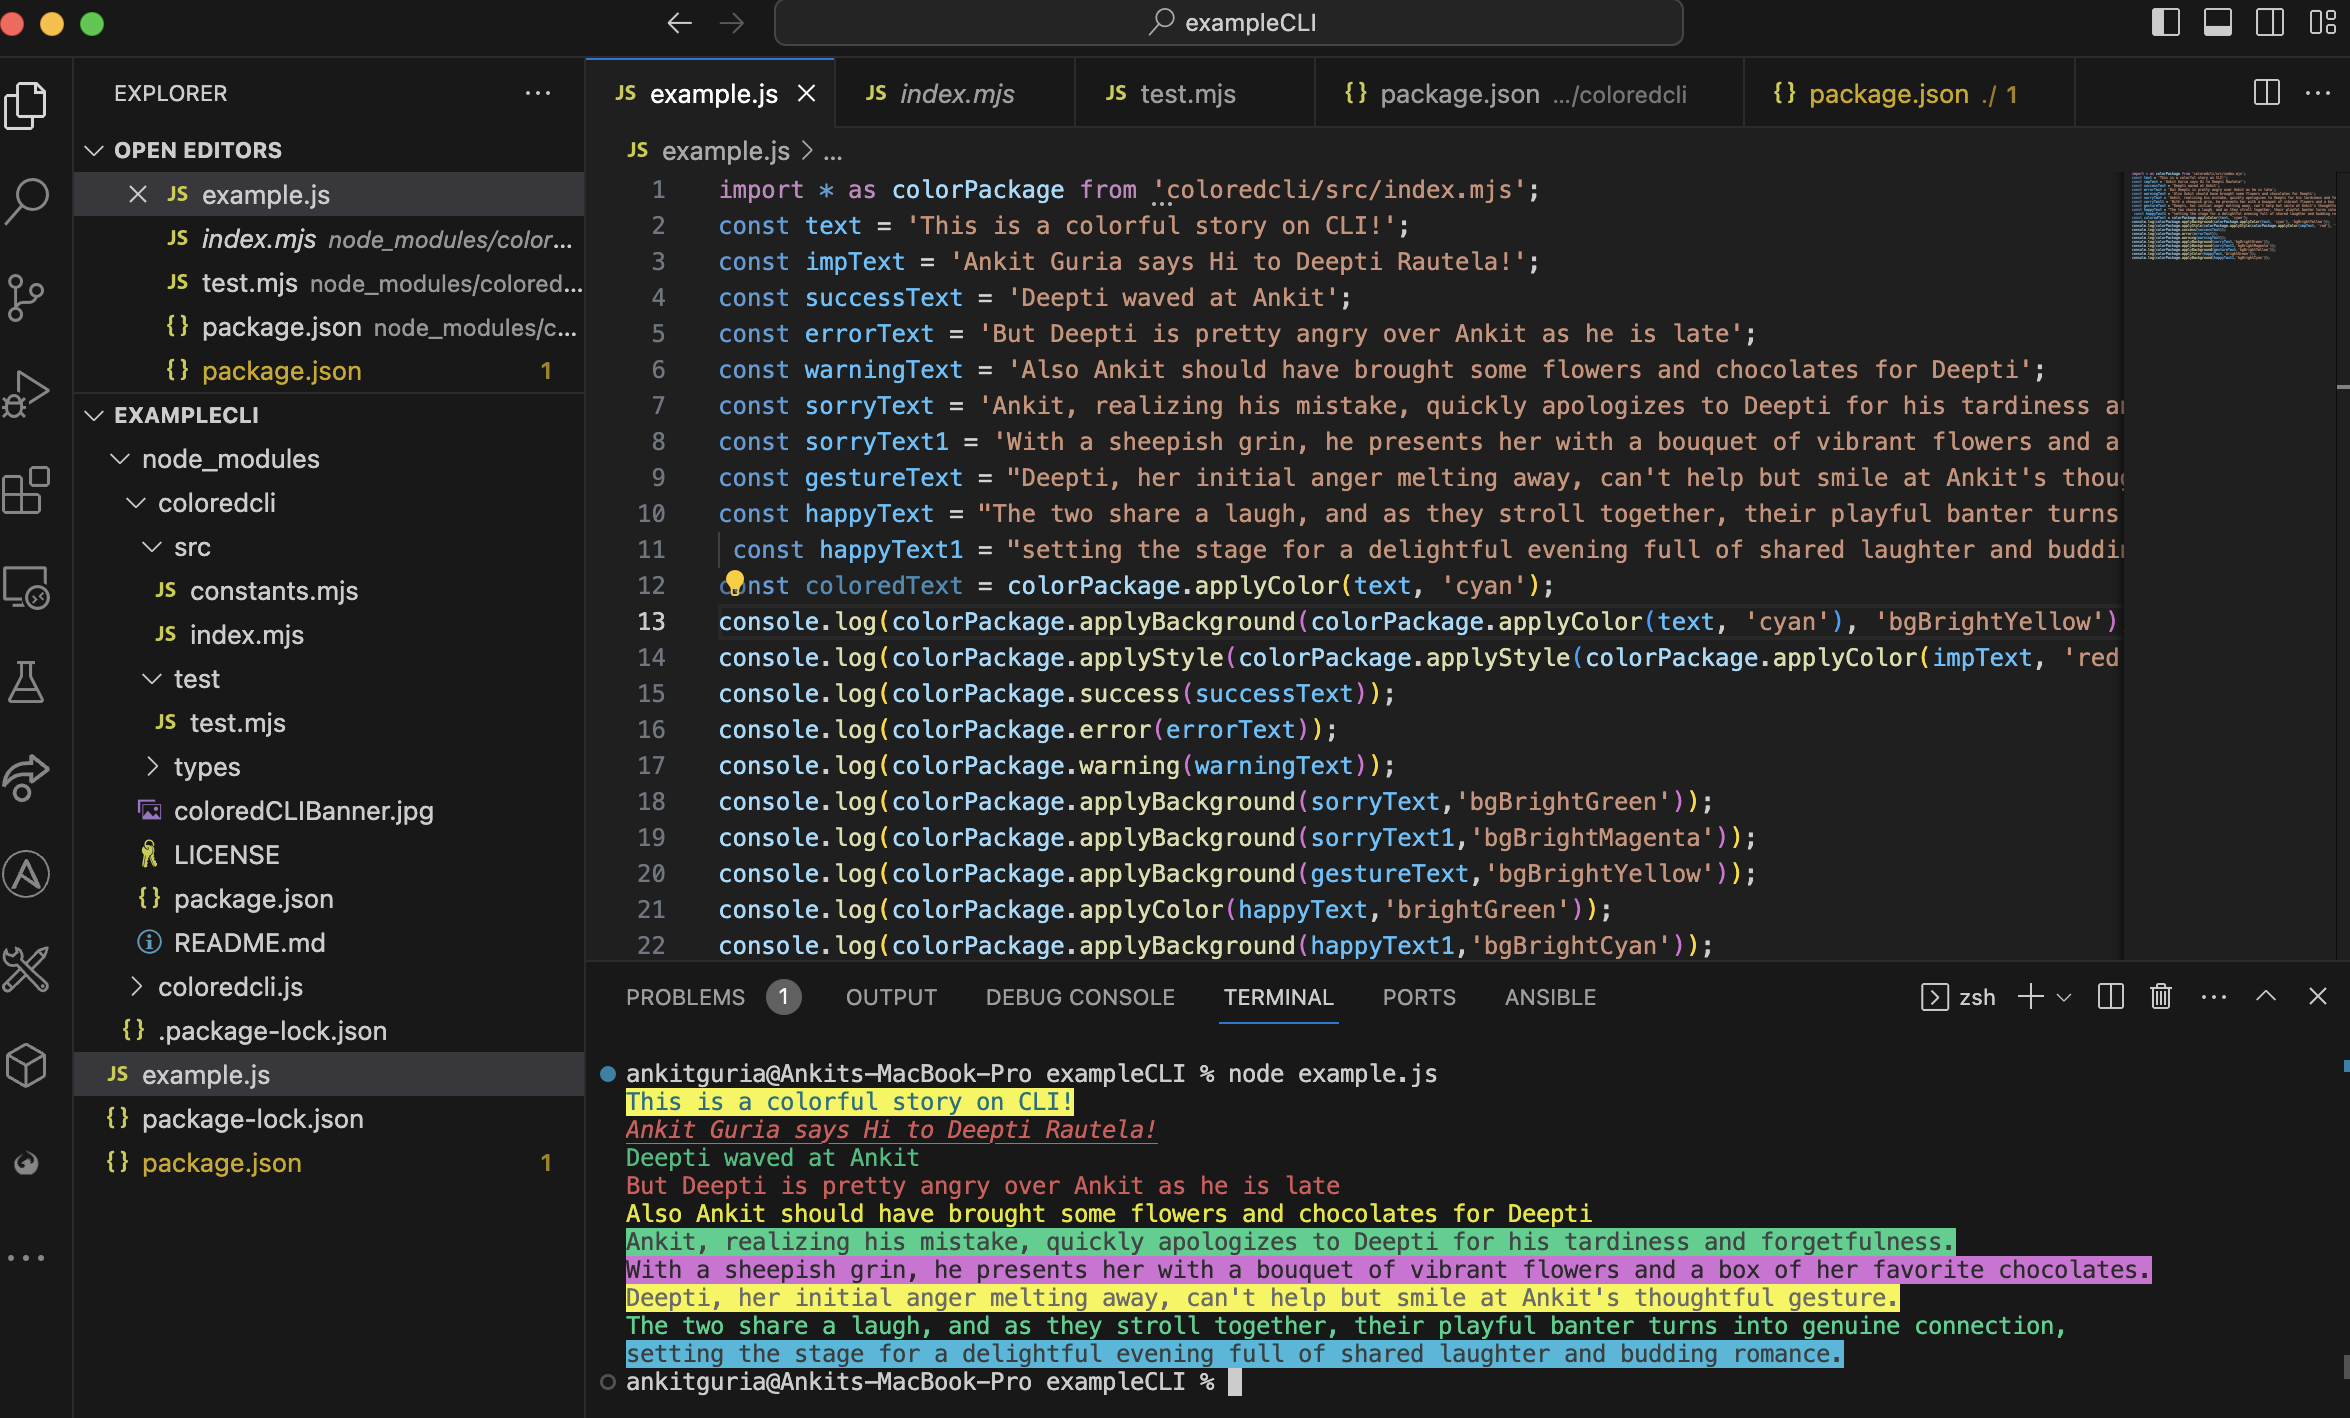 exampleCLI
EXPLORER
OPEN EDITORS
JS example.js
JS index.mjs node_modules/color...
JS test.mjs node_modules/colored...
{} package.json node_modules/c...
{} package.json 1
EXAMPLECLI
node_modules
coloredcli
src
JS constants.mjs
JS index.mjs
test
JS test.mjs
types
coloredCLIBanner.jpg
LICENSE
{} package.json
README.md
coloredcli.js
{} .package-lock.json
JS example.js
{} package-lock.json
{} package.json 1
JS example.js
JS index.mjs
JS test.mjs
{} package.json .../coloredcli
{} package.json ./ 1
JS example.js > ...
1 import * as colorPackage from 'coloredcli/src/index.mjs';
2 const text = 'This is a colorful story on CLI!';
3 const impText = 'Ankit Guria says Hi to Deepti Rautela!';
4 const successText = 'Deepti waved at Ankit';
5 const errorText = 'But Deepti is pretty angry over Ankit as he is late';
6 const warningText = 'Also Ankit should have brought some flowers and chocolates for Deepti';
7 const sorryText = 'Ankit, realizing his mistake, quickly apologizes to Deepti for his tardiness a
8 const sorryText1 = 'With a sheepish grin, he presents her with a bouquet of vibrant flowers and a
9 const gestureText = "Deepti, her initial anger melting away, can't help but smile at Ankit's thou
10 const happyText = "The two share a laugh, and as they stroll together, their playful banter turns
11 const happyText1 = "setting the stage for a delightful evening full of shared laughter and buddi
12 const coloredText = colorPackage.applyColor(text, 'cyan');
13 console.log(colorPackage.applyBackground(colorPackage.applyColor(text, 'cyan'), 'bgBrightYellow')
14 console.log(colorPackage.applyStyle(colorPackage.applyStyle(colorPackage.applyColor(impText, 'red
15 console.log(colorPackage.success(successText));
16 console.log(colorPackage.error(errorText));
17 console.log(colorPackage.warning(warningText));
18 console.log(colorPackage.applyBackground(sorryText,'bgBrightGreen'));
19 console.log(colorPackage.applyBackground(sorryText1,'bgBrightMagenta'));
20 console.log(colorPackage.applyBackground(gestureText,'bgBrightYellow'));
21 console.log(colorPackage.applyColor(happyText,'brightGreen'));
22 console.log(colorPackage.applyBackground(happyText1,'bgBrightCyan'));
PROBLEMS 1 OUTPUT DEBUG CONSOLE TERMINAL PORTS ANSIBLE zsh
ankitguria@Ankits-MacBook-Pro exampleCLI % node example.js
This is a colorful story on CLI!
Ankit Guria says Hi to Deepti Rautela!
Deepti waved at Ankit
But Deepti is pretty angry over Ankit as he is late
Also Ankit should have brought some flowers and chocolates for Deepti
Ankit, realizing his mistake, quickly apologizes to Deepti for his tardiness and forgetfulness.
With a sheepish grin, he presents her with a bouquet of vibrant flowers and a box of her favorite chocolates.
Deepti, her initial anger melting away, can't help but smile at Ankit's thoughtful gesture.
The two share a laugh, and as they stroll together, their playful banter turns into genuine connection,
setting the stage for a delightful evening full of shared laughter and budding romance.
ankitguria@Ankits-MacBook-Pro exampleCLI %